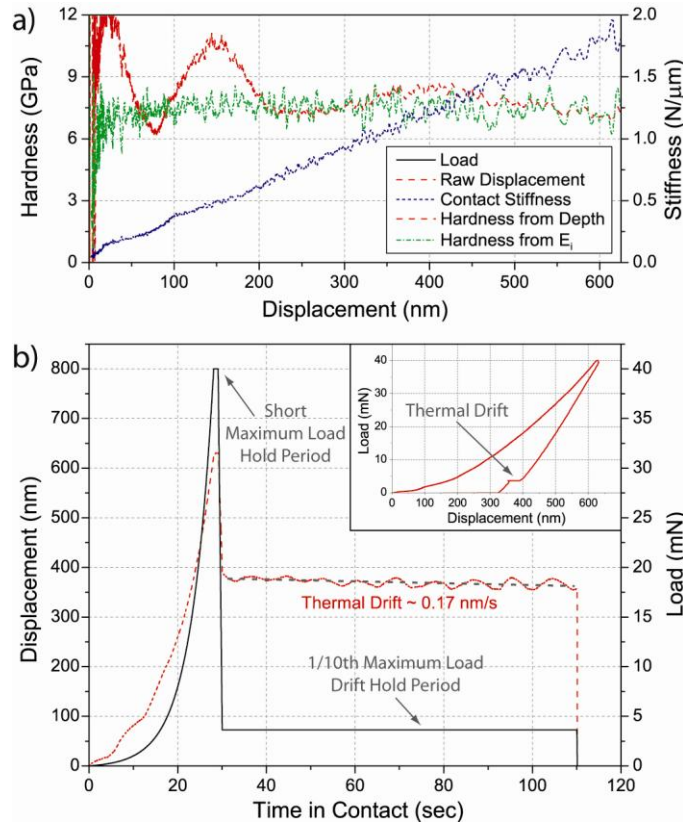 a)
12
9
6
3
0
Hardness (GPa)
2.0
1.5
1.0
0.5
0.0
Stiffness (N/μm)
Load
Raw Displacement
Contact Stiffness
Hardness from Depth
Hardness from Ei
0 100 200 300 400 500 600
Displacement (nm)
b)
800
700
600
500
400
300
200
100
0
Displacement (nm)
40
35
30
25
20
15
10
5
0
Load (mN)
Short
Maximum Load
Hold Period
40
30
20
10
0
Load (mN)
Thermal Drift
0 100 200 300 400 500 600
Displacement (nm)
Thermal Drift ~ 0.17 nm/s
1/10th Maximum Load
Drift Hold Period
0 20 40 60 80 100 120
Time in Contact (sec)